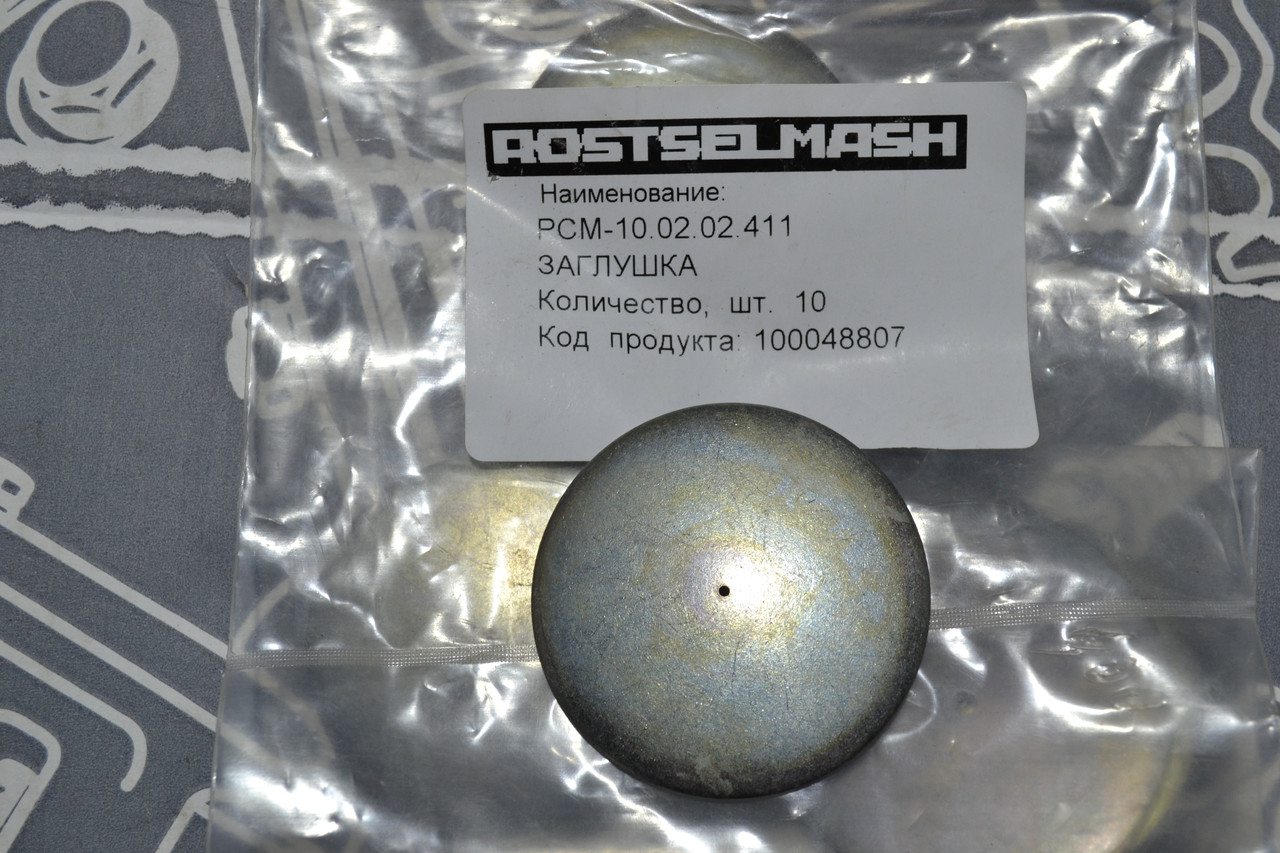 ROSTSELMASH
Наименование:
РСМ-10.02.02.411
ЗАГЛУШКА
Количество, шт. 10
Код продукта: 100048807